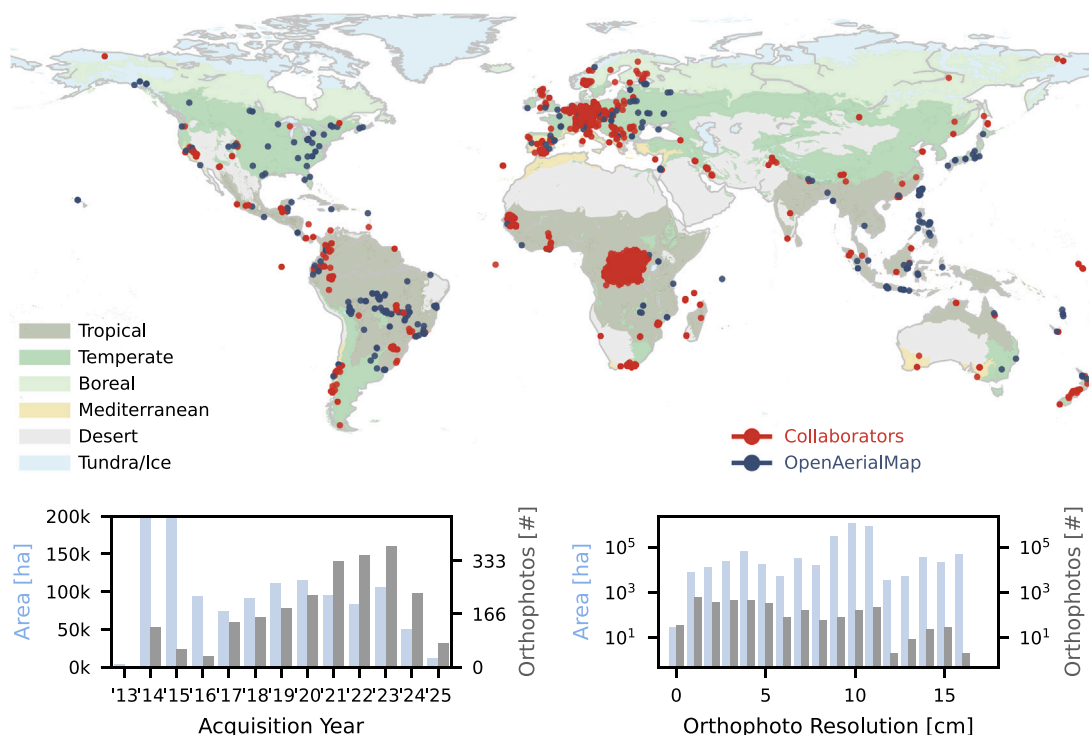 Tropical
Temperate
Boreal
Mediterranean
Desert
Tundra/Ice
Collaborators
OpenAerialMap
200k
150k
100k
50k
0k
Area [ha]
333
166
0
Orthophotos [#]
'13 '14 '15 '16 '17 '18 '19 '20 '21 '22 '23 '24 '25
Acquisition Year
10^5
10^3
10^1
Area [ha]
10^5
10^3
10^1
Orthophotos [#]
0 5 10 15
Orthophoto Resolution [cm]